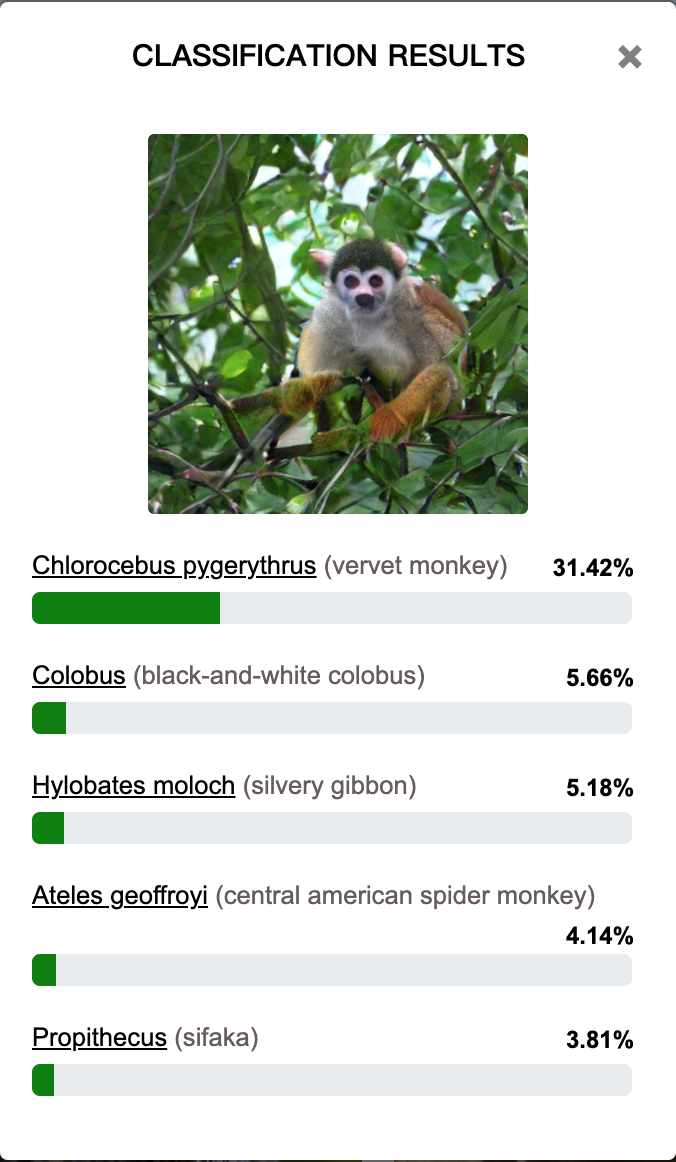 CLASSIFICATION RESULTS
Chlorocebus pygerythrus (vervet monkey) 31.42%
Colobus (black-and-white colobus) 5.66%
Hylobates moloch (silvery gibbon) 5.18%
Ateles geoffroyi (central american spider monkey)
4.14%
Propithecus (sifaka) 3.81%